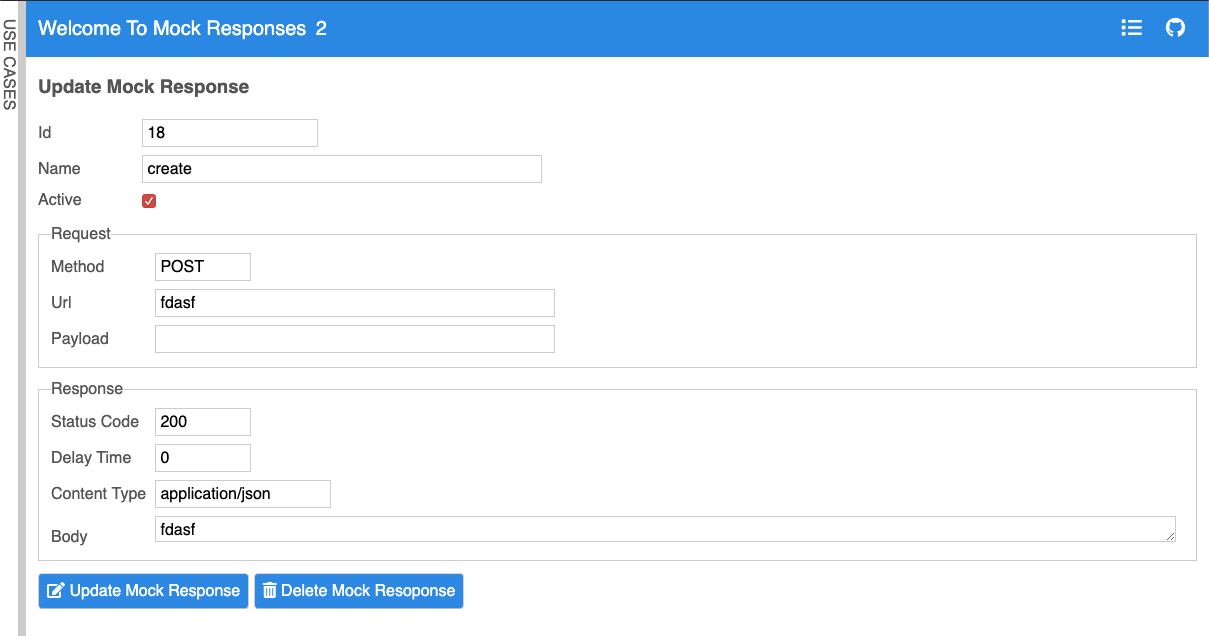 USE CASES
Welcome To Mock Responses 2
Update Mock Response
Id 18
Name create
Active
Request
Method POST
Url fdasf
Payload
Response
Status Code 200
Delay Time 0
Content Type application/json
Body fdasf
Update Mock Response Delete Mock Resoponse